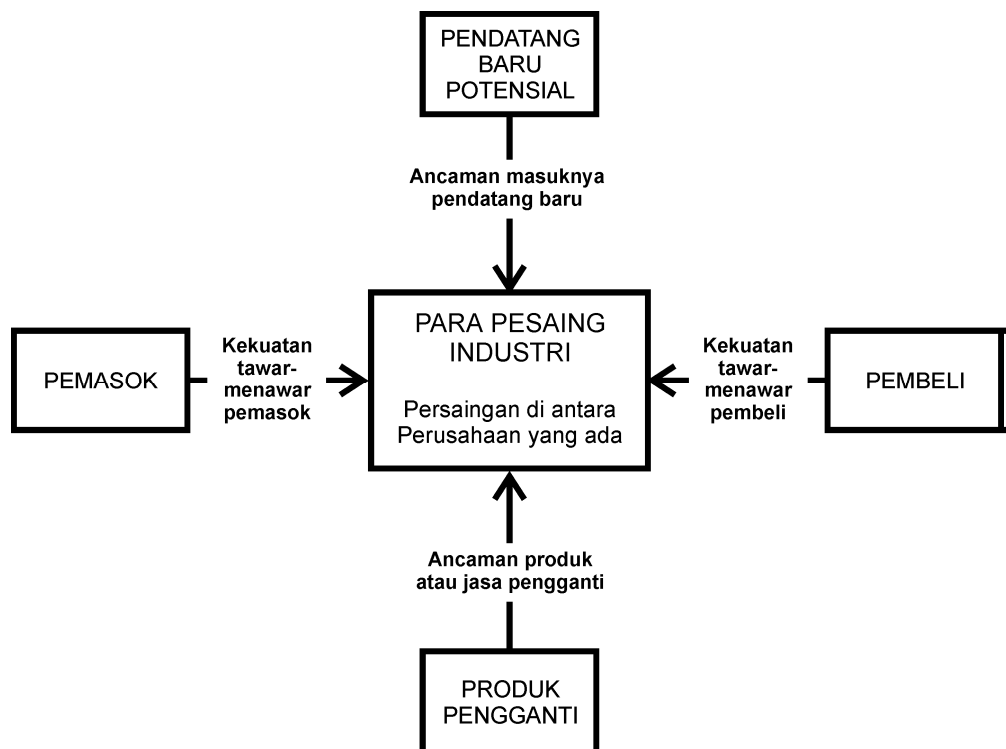 PENDATANG
BARU
POTENSIAL
Ancaman masuknya
pendatang baru
PARA PESAING
INDUSTRI
Persaingan di antara
Perusahaan yang ada
PEMASOK
Kekuatan
tawar-
menawar
pemasok
Kekuatan
tawar-
menawar
pembeli
PEMBELI
Ancaman produk
atau jasa pengganti
PRODUK
PENGGANTI